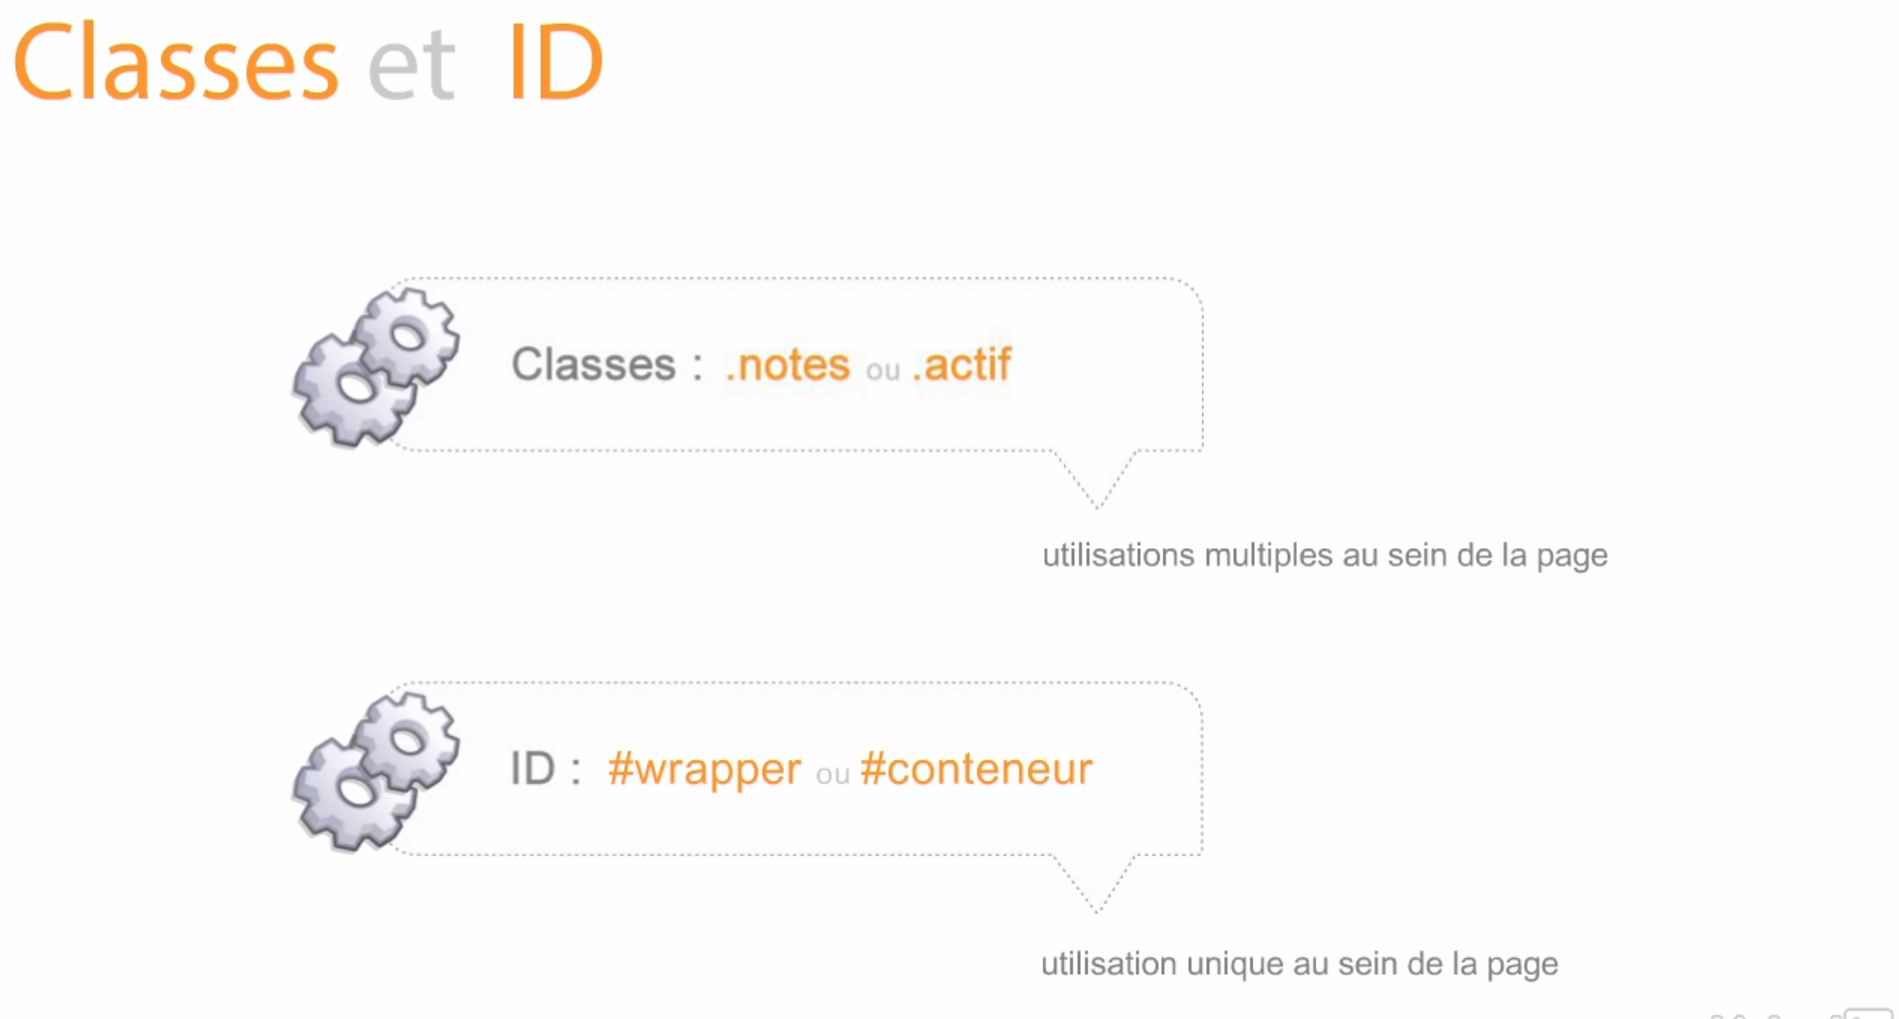 Classes et ID
Classes : .notes ou .actif
utilisations multiples au sein de la page
ID : #wrapper ou #conteneur
utilisation unique au sein de la page